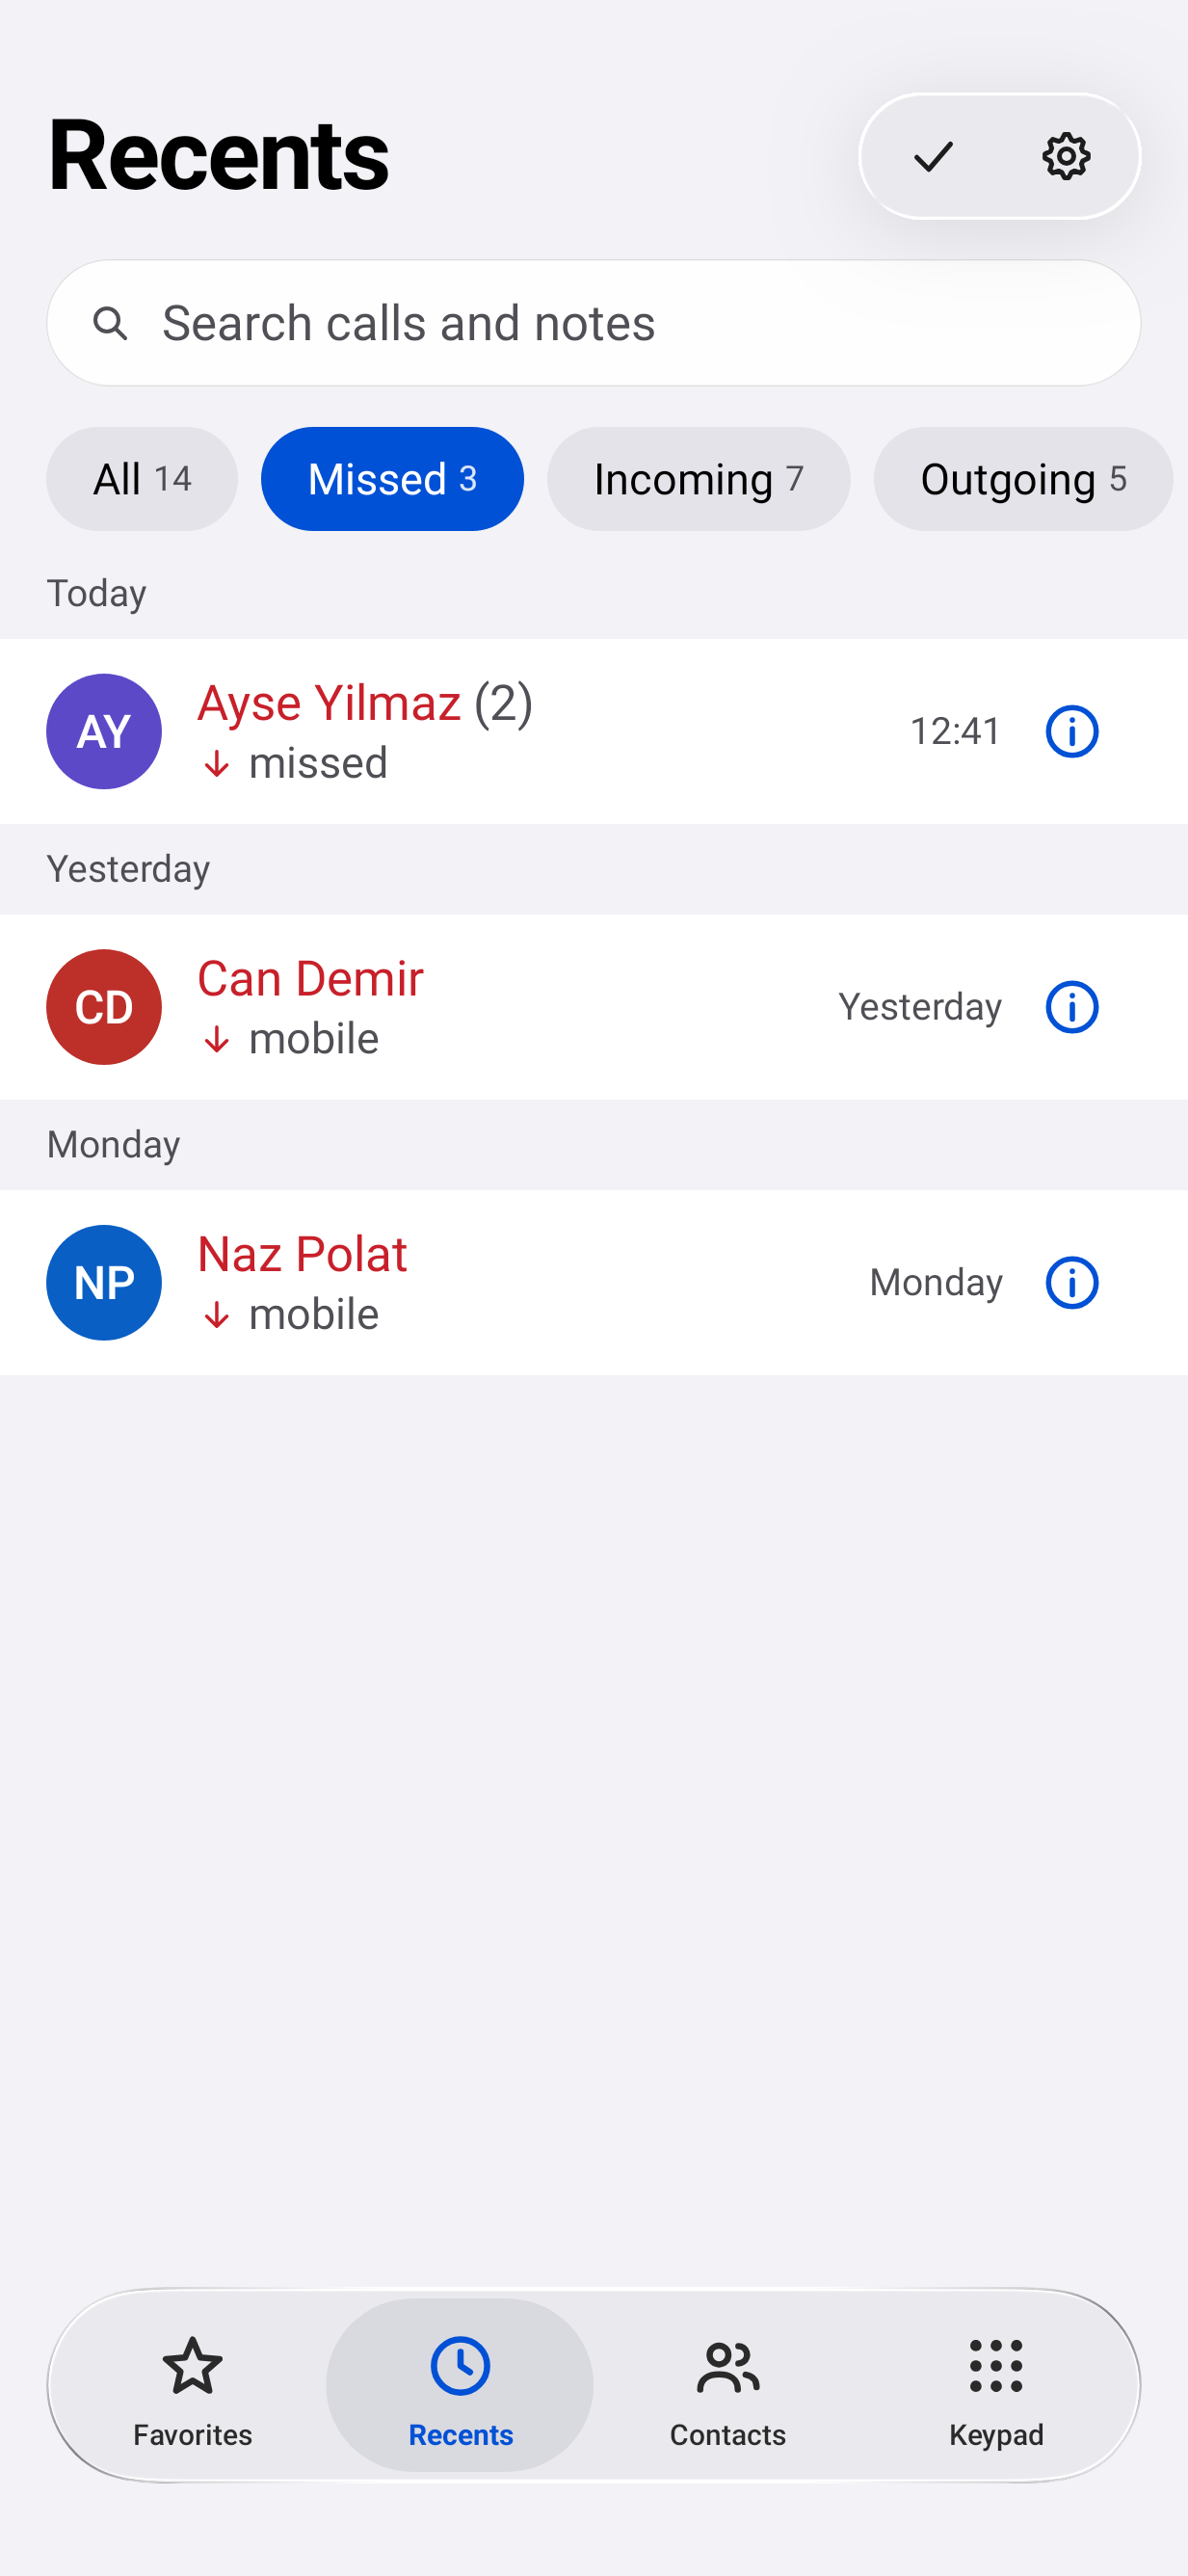 Recents
Search calls and notes
All 14 Missed 3 Incoming 7 Outgoing 5
Today
AY Ayse Yilmaz (2) 12:41
missed
Yesterday
CD Can Demir Yesterday
mobile
Monday
NP Naz Polat Monday
mobile
Favorites Recents Contacts Keypad